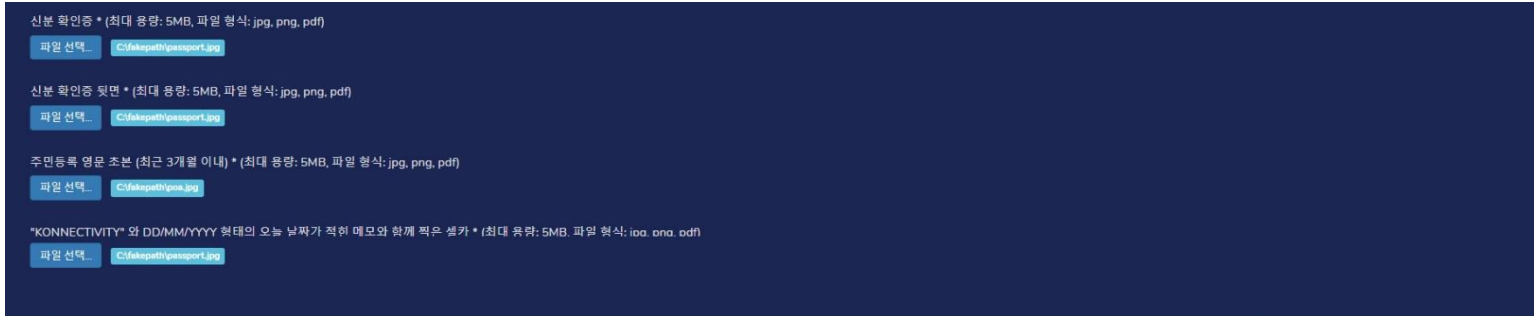 신분 확인증 * (최대 용량: 5MB, 파일 형식: jpg, png, pdf)
파일 선택... C:\fakepath\passport.jpg
신분 확인증 뒷면 * (최대 용량: 5MB, 파일 형식: jpg, png, pdf)
파일 선택... C:\fakepath\passport.jpg
주민등록 영문 초본 (최근 3개월 이내) * (최대 용량: 5MB, 파일 형식: jpg, png, pdf)
파일 선택... C:\fakepath\poa.jpg
"KONNECTIVITY" 와 DD/MM/YYYY 형태의 오늘 날짜가 적힌 메모와 함께 찍은 셀카 * (최대 용량: 5MB, 파일 형식: jpg, png, pdf)
파일 선택... C:\fakepath\passport.jpg